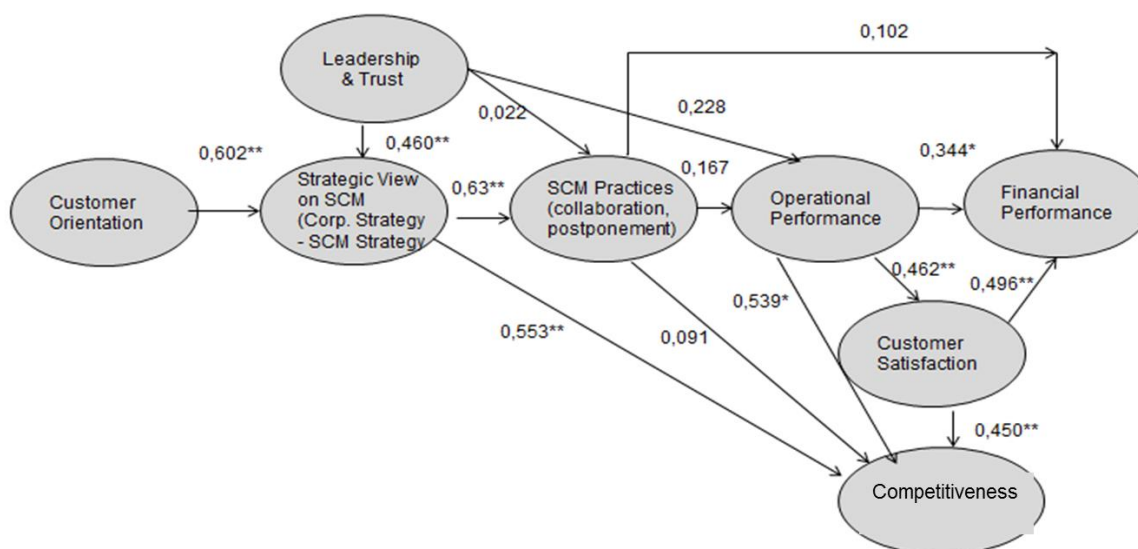 0,102
Leadership
& Trust
0,022
0,228
0,602**
0,460**
0,344*
Customer
Orientation
Strategic View
on SCM
(Corp. Strategy
- SCM Strategy
0,63**
SCM Practices
(collaboration,
postponement)
0,167
Operational
Performance
Financial
Performance
0,462**
0,496**
0,539*
0,553**
0,091
Customer
Satisfaction
0,450**
Competitiveness